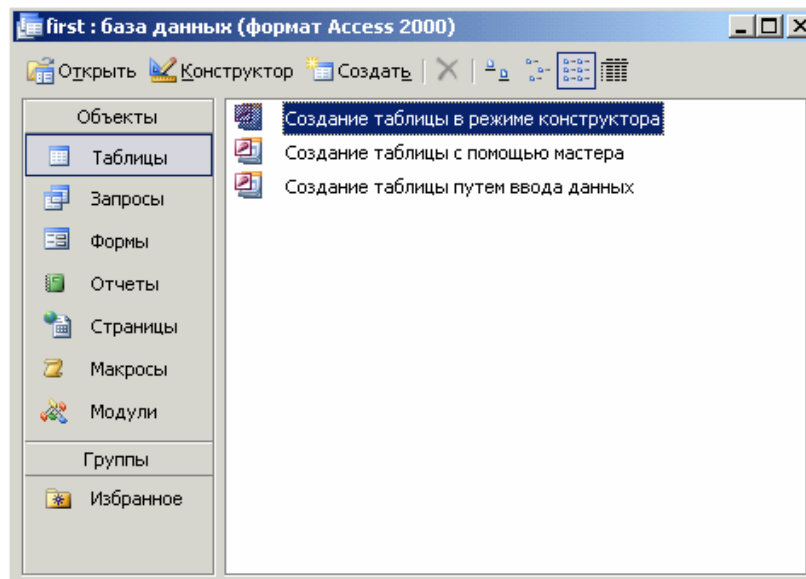 first : база данных (формат Access 2000)
Открыть Конструктор Создать
Объекты
Таблицы
Запросы
Формы
Отчеты
Страницы
Макросы
Модули
Группы
Избранное
Создание таблицы в режиме конструктора
Создание таблицы с помощью мастера
Создание таблицы путем ввода данных